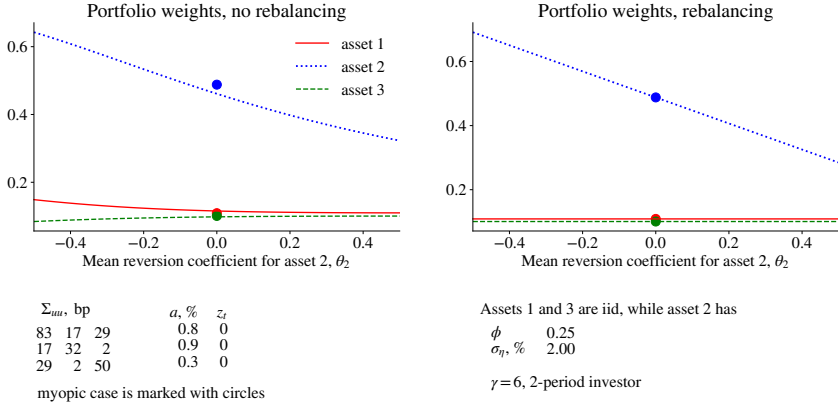 Portfolio weights, no rebalancing
0.6
0.4
0.2
asset 1
asset 2
asset 3
−0.4 −0.2 0.0 0.2 0.4
Mean reversion coefficient for asset 2, θ₂
Portfolio weights, rebalancing
0.6
0.4
0.2
−0.4 −0.2 0.0 0.2 0.4
Mean reversion coefficient for asset 2, θ₂
Σᵤᵤ, bp
83 17 29
17 32 2
29 2 50
a, % zₜ
0.8 0
0.9 0
0.3 0
myopic case is marked with circles
Assets 1 and 3 are iid, while asset 2 has
ϕ 0.25
σ_η, % 2.00
γ = 6, 2-period investor